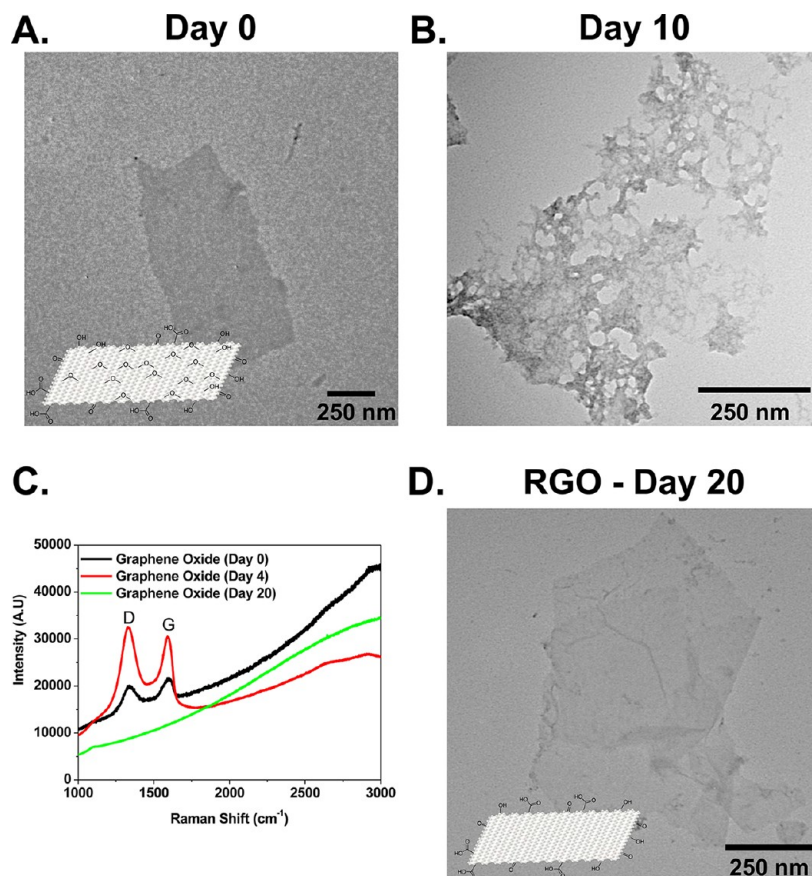 A.
Day 0
250 nm
B.
Day 10
250 nm
C.
Graphene Oxide (Day 0)
Graphene Oxide (Day 4)
Graphene Oxide (Day 20)
D
G
50000
40000
30000
20000
10000
0
Intensity (A.U)
1000
1500
2000
2500
3000
Raman Shift (cm⁻¹)
D.
RGO - Day 20
250 nm